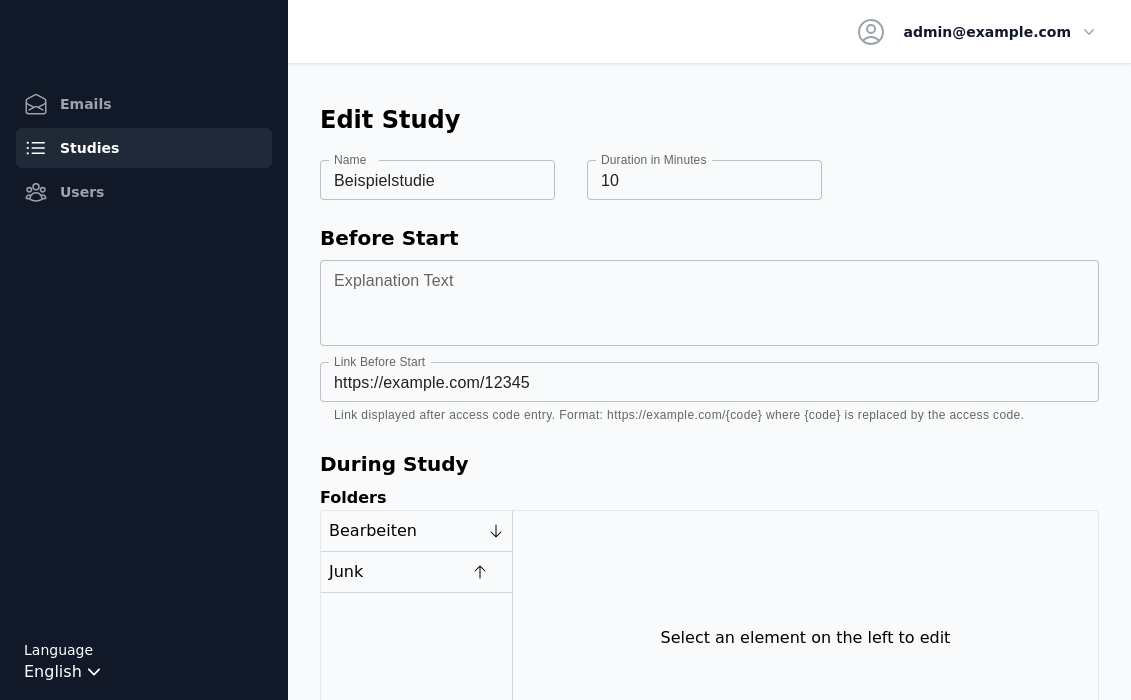 admin@example.com
Emails
Studies
Users
Language
English
Edit Study
Name
Beispielstudie
Duration in Minutes
10
Before Start
Explanation Text
Link Before Start
https://example.com/12345
Link displayed after access code entry. Format: https://example.com/{code} where {code} is replaced by the access code.
During Study
Folders
Bearbeiten
Junk
Select an element on the left to edit